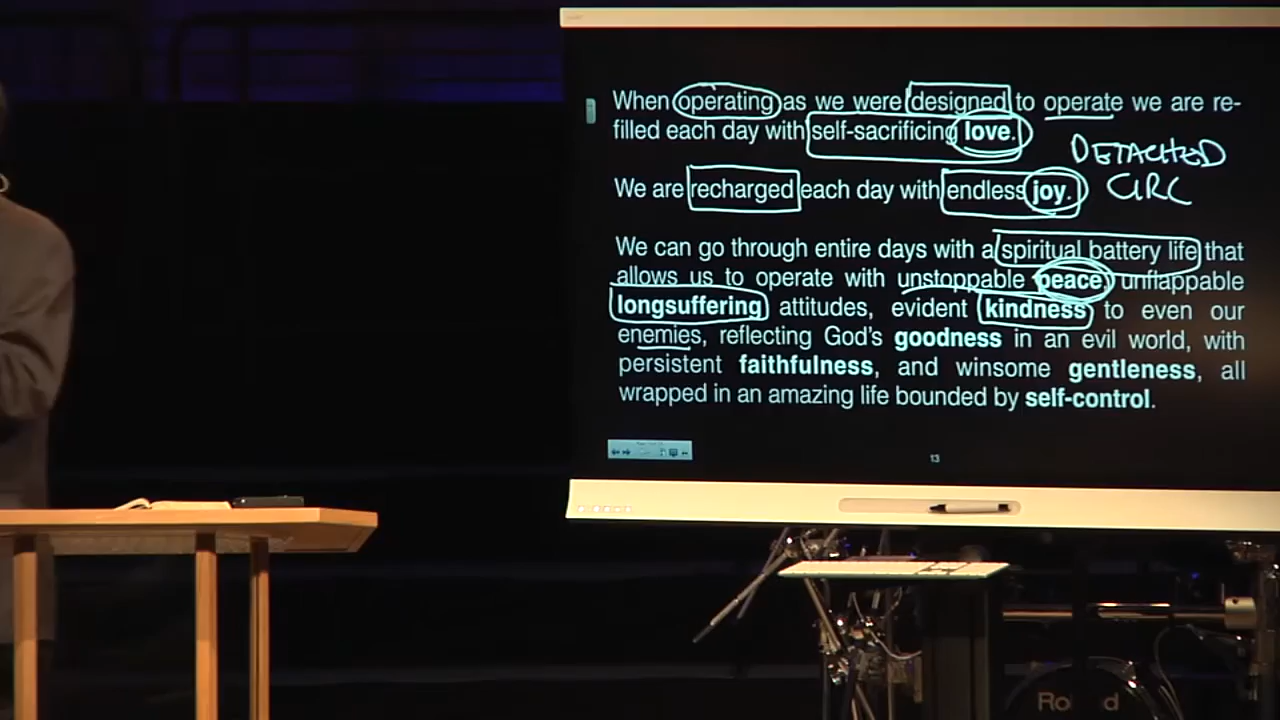 When operating as we were designed to operate we are re-
filled each day with self-sacrificing love.
DETACHED
CIRC
We are recharged each day with endless joy.
We can go through entire days with a spiritual battery life that
allows us to operate with unstoppable peace, unflappable
longsuffering attitudes, evident kindness to even our
enemies, reflecting God's goodness in an evil world, with
persistent faithfulness, and winsome gentleness, all
wrapped in an amazing life bounded by self-control.
13
Roland